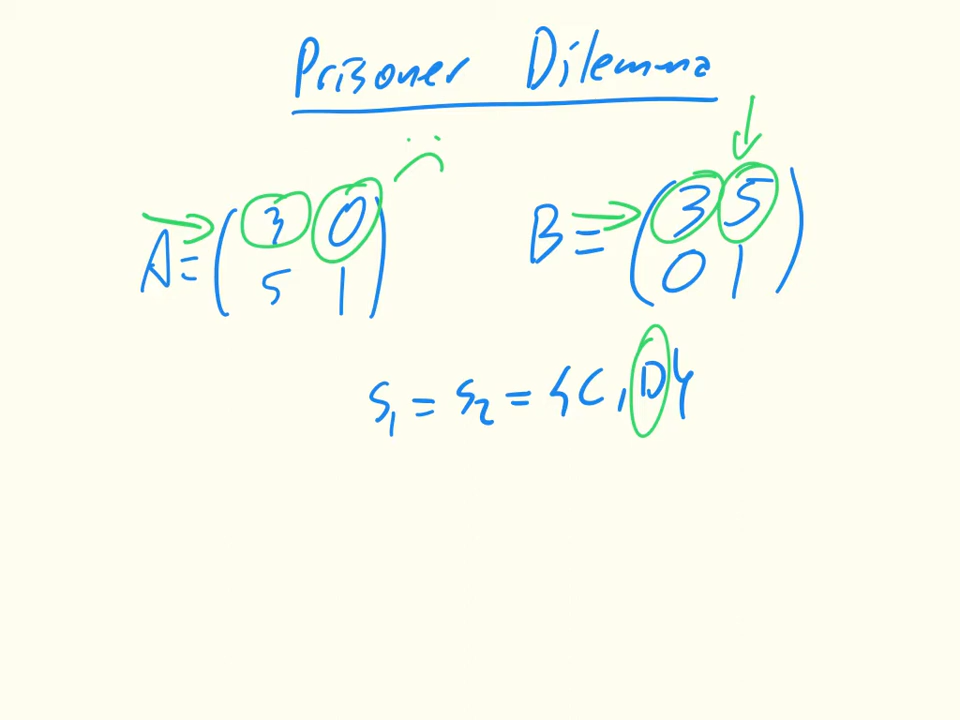 Prisoner Dilemma
A = ( 3 0 B = ( 3 5 )
5 1 ) 0 1
S₁ = S₂ = {C, D}